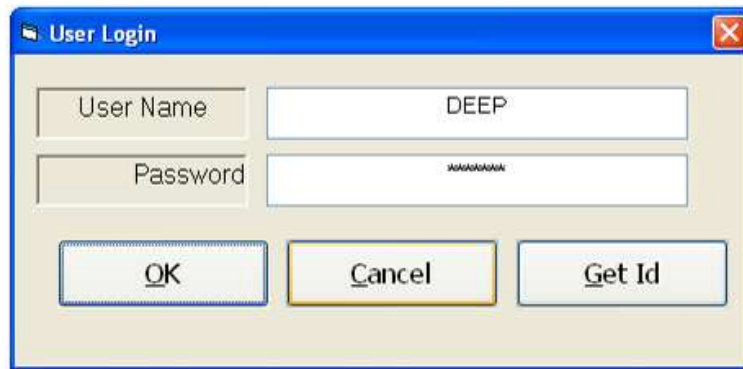 User Login
User Name DEEP
Password *******
OK Cancel Get Id